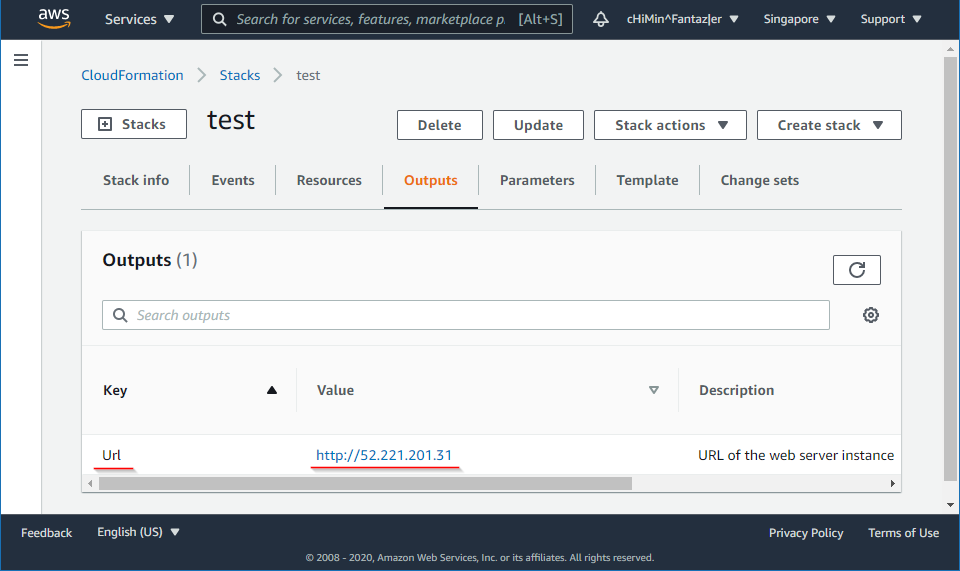 aws Services Search for services, features, marketplace p. [Alt+S] cHiMin^Fantaz|er Singapore Support
CloudFormation Stacks test
Stacks test Delete Update Stack actions Create stack
Stack info Events Resources Outputs Parameters Template Change sets
Outputs (1)
Search outputs
Key Value Description
Url http://52.221.201.31 URL of the web server instance
Feedback English (US) Privacy Policy Terms of Use
© 2008 - 2020, Amazon Web Services, Inc. or its affiliates. All rights reserved.